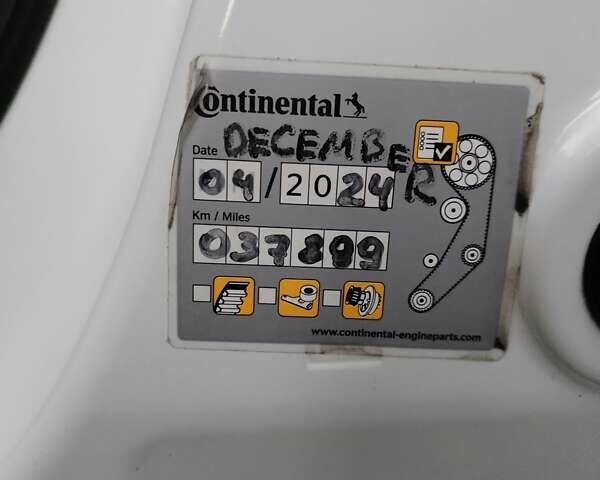 Continental
Date DECEMBER
04/2024
Km / Miles
037899
www.continental-engineparts.com